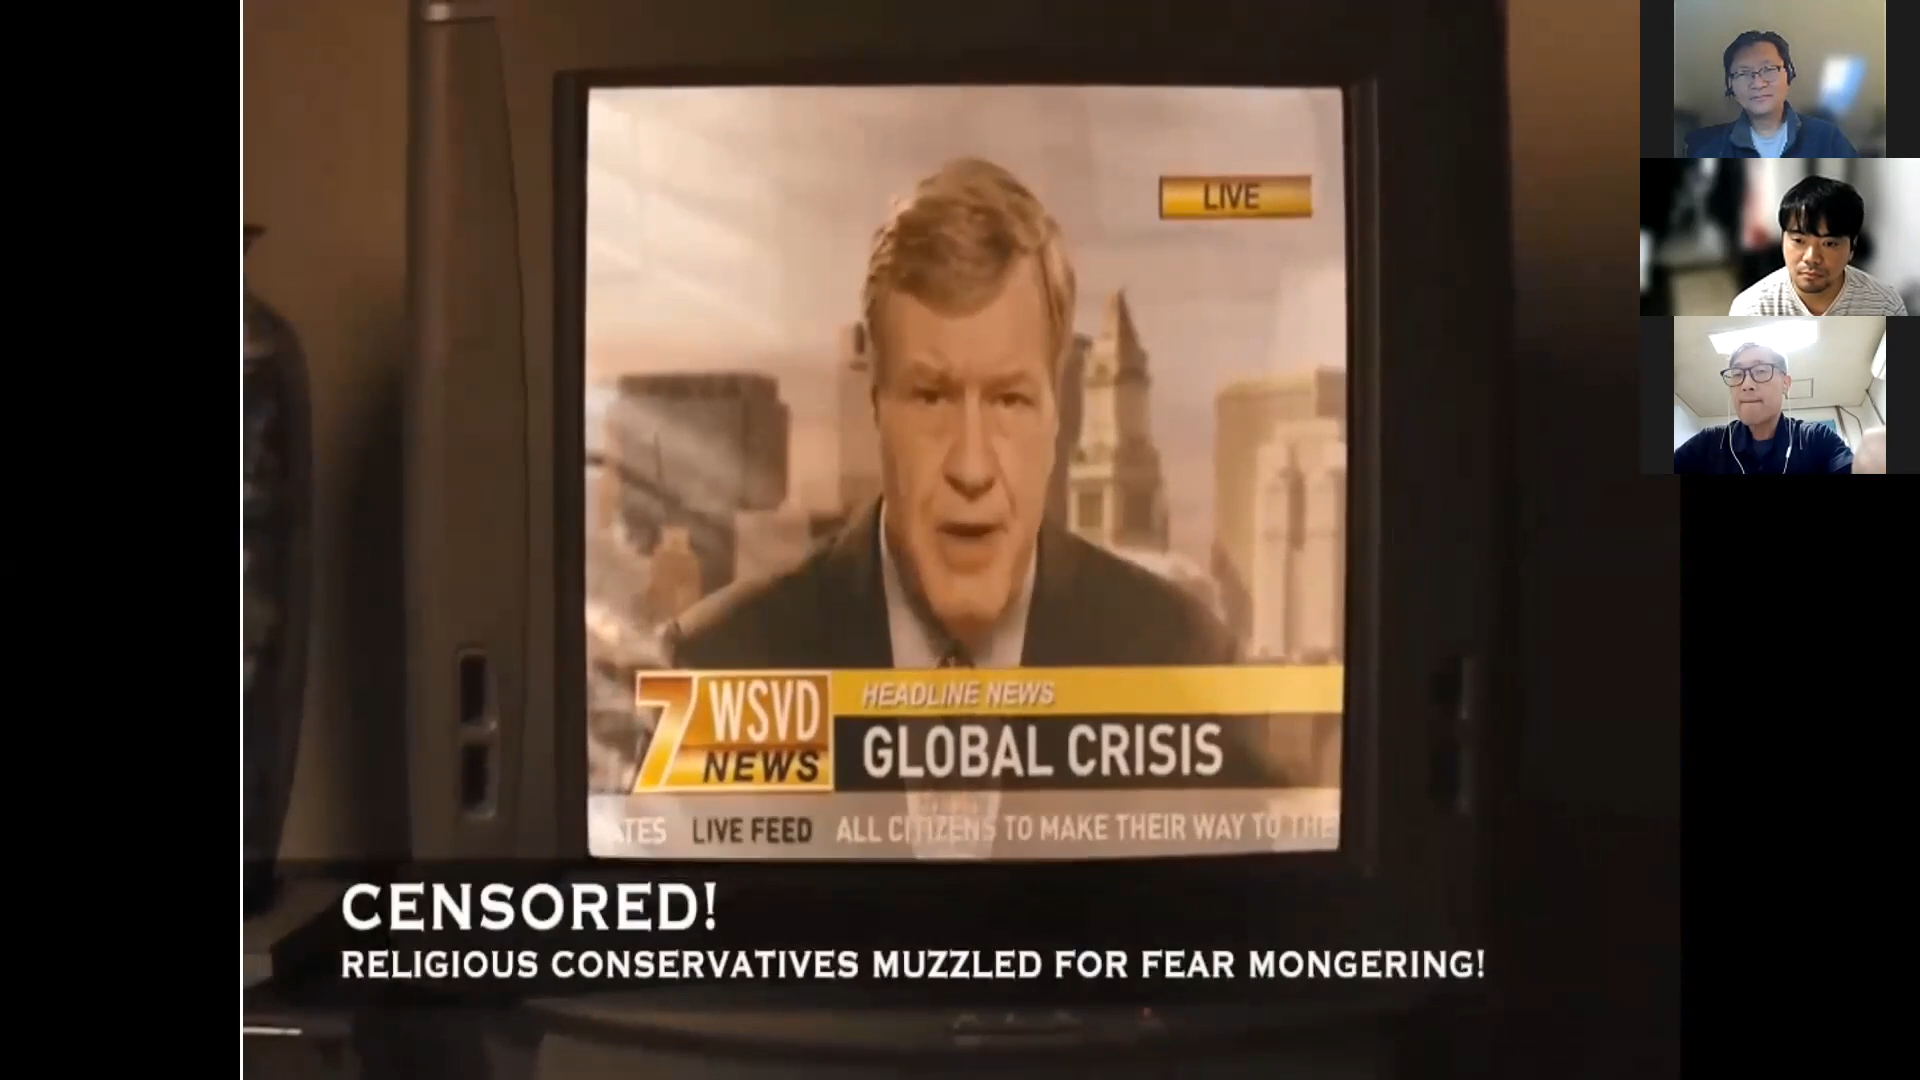 LIVE
7 WSVD
NEWS
HEADLINE NEWS
GLOBAL CRISIS
ATES LIVE FEED ALL CITIZENS TO MAKE THEIR WAY TO THE
CENSORED!
RELIGIOUS CONSERVATIVES MUZZLED FOR FEAR MONGERING!